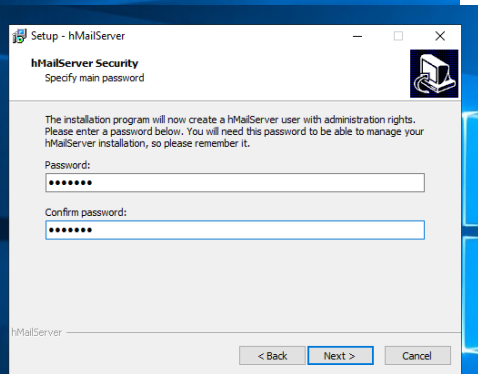 Setup - hMailServer
hMailServer Security
Specify main password
The installation program will now create a hMailServer user with administration rights.
Please enter a password below. You will need this password to be able to manage your
hMailServer installation, so please remember it.
Password:
•••••••
Confirm password:
•••••••
hMailServer
< Back
Next >
Cancel